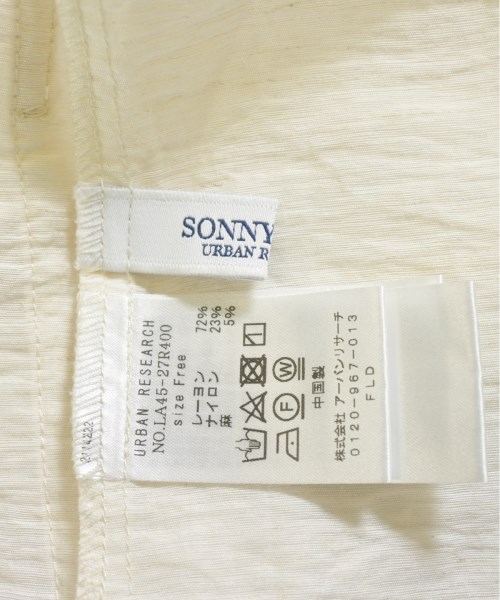 SONNY
URBAN R
URBAN RESEARCH
NO.LA45-27R400
size Free
レーヨン 72%
ナイロン 23%
麻 5%
中国製
株式会社 アーバンリサーチ
0120-967-013
FLD